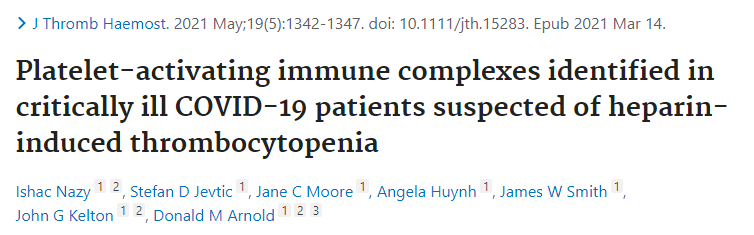 > J Thromb Haemost. 2021 May;19(5):1342-1347. doi: 10.1111/jth.15283. Epub 2021 Mar 14.
Platelet-activating immune complexes identified in
critically ill COVID-19 patients suspected of heparin-
induced thrombocytopenia
Ishac Nazy 1 2, Stefan D Jevtic 1, Jane C Moore 1, Angela Huynh 1, James W Smith 1,
John G Kelton 1 2, Donald M Arnold 1 2 3